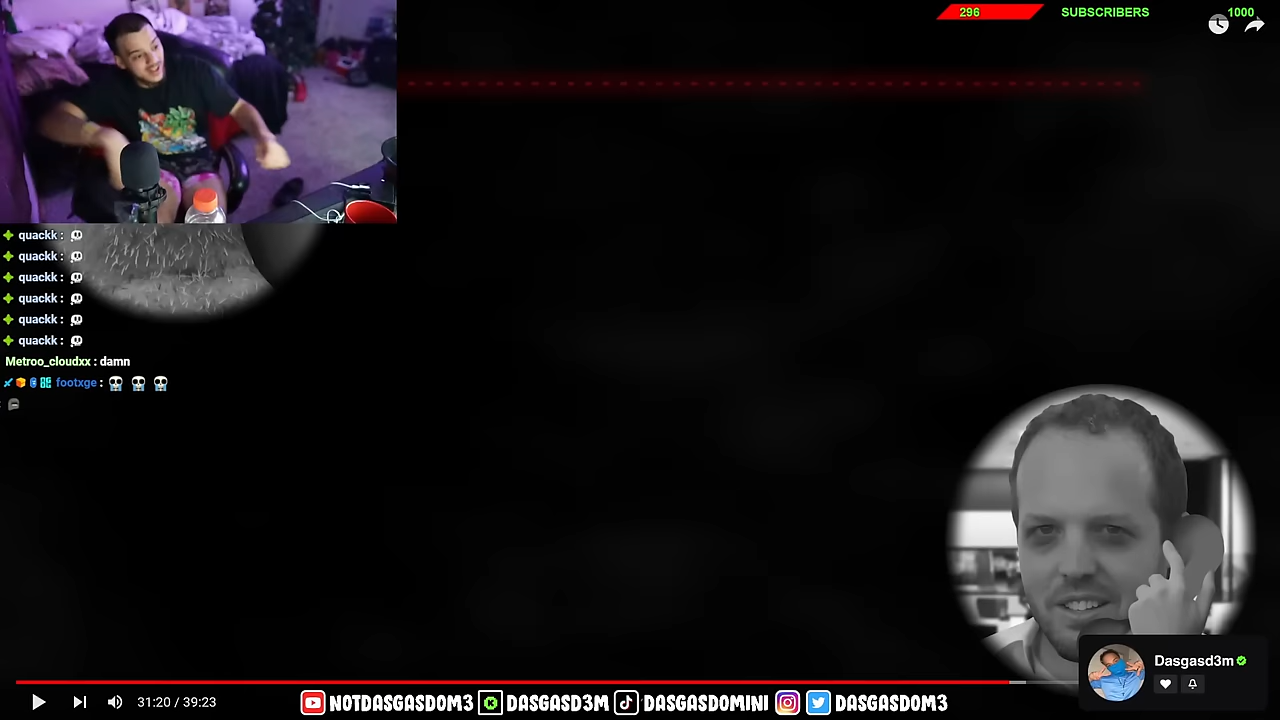 296 SUBSCRIBERS 1000
quackk :
quackk :
quackk :
quackk :
quackk :
quackk :
Metroo_cloudxx : damn
footxge :
Dasgasd3m
31:20 / 39:23
NOTDASGASDOM3 K DASGASD3M DASGASDOMINI DASGASDOM3